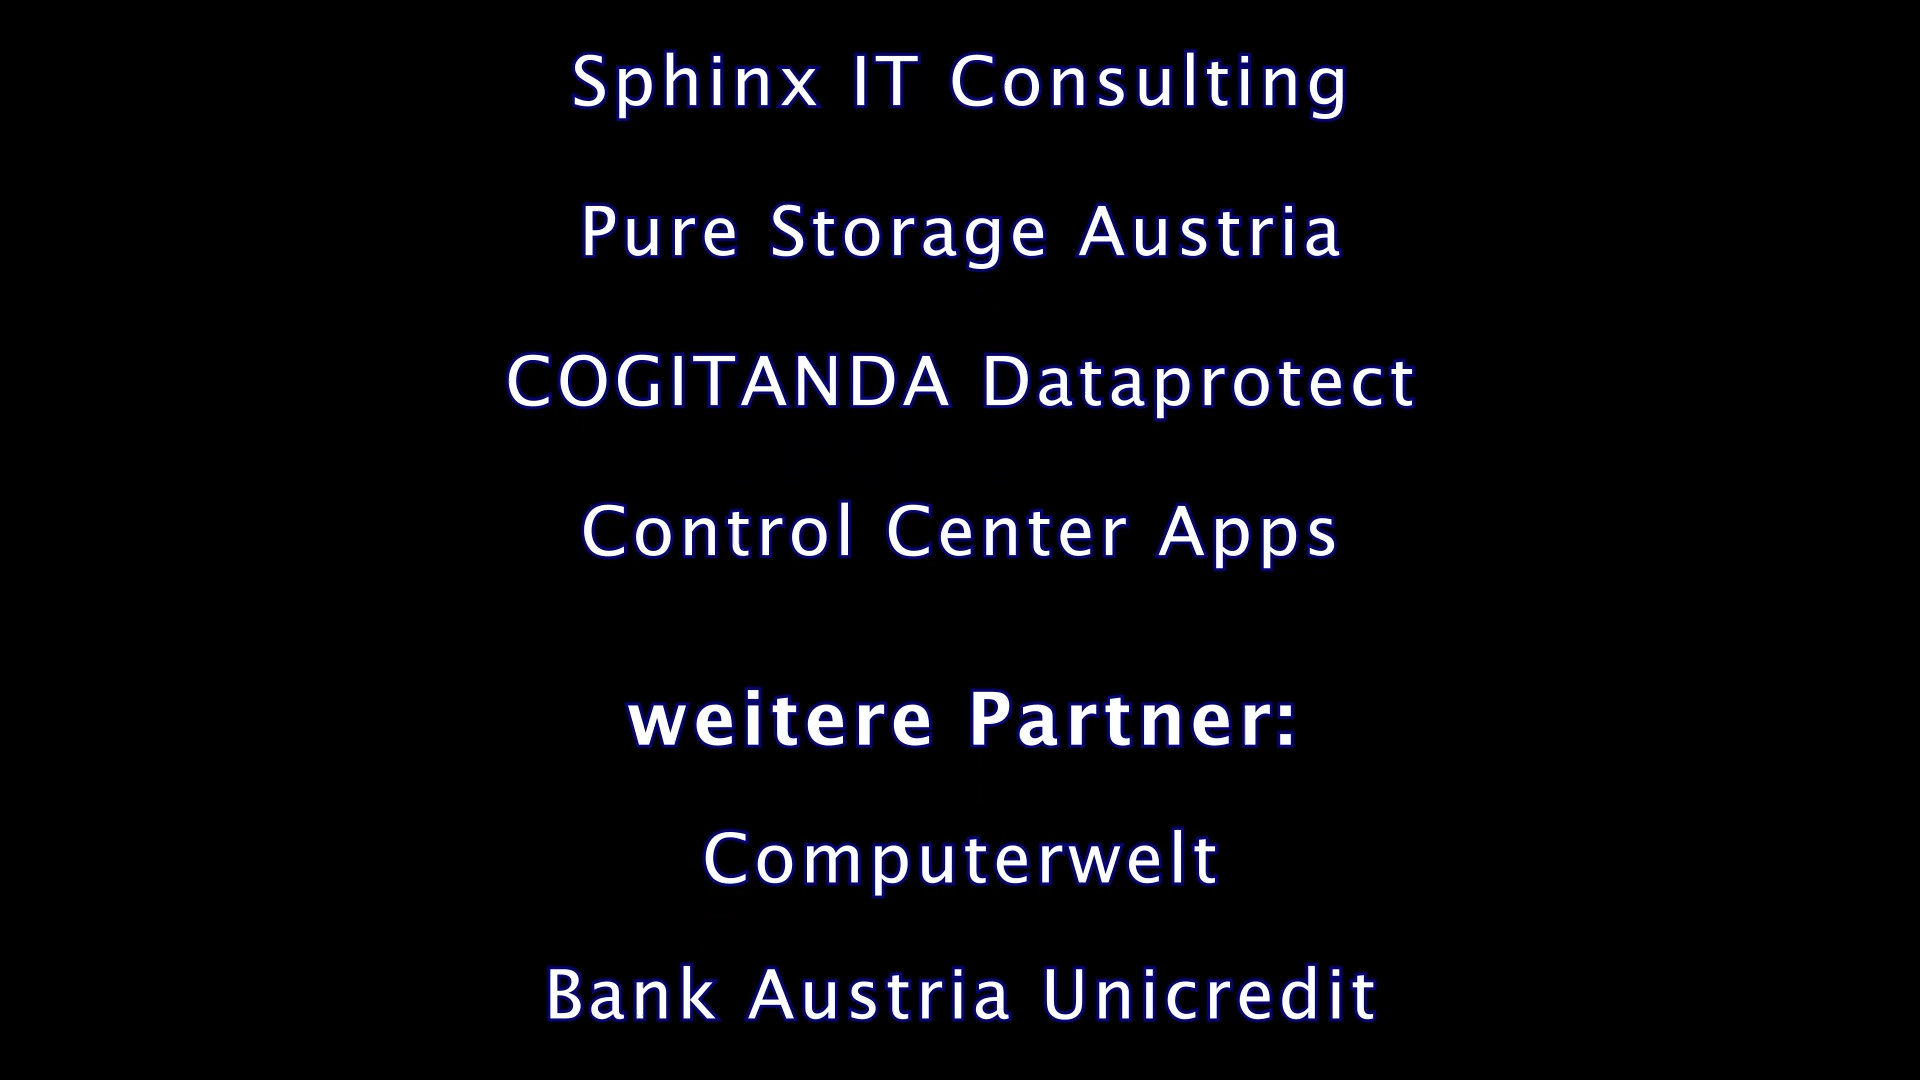 Sphinx IT Consulting
Pure Storage Austria
COGITANDA Dataprotect
Control Center Apps
weitere Partner:
Computerwelt
Bank Austria Unicredit